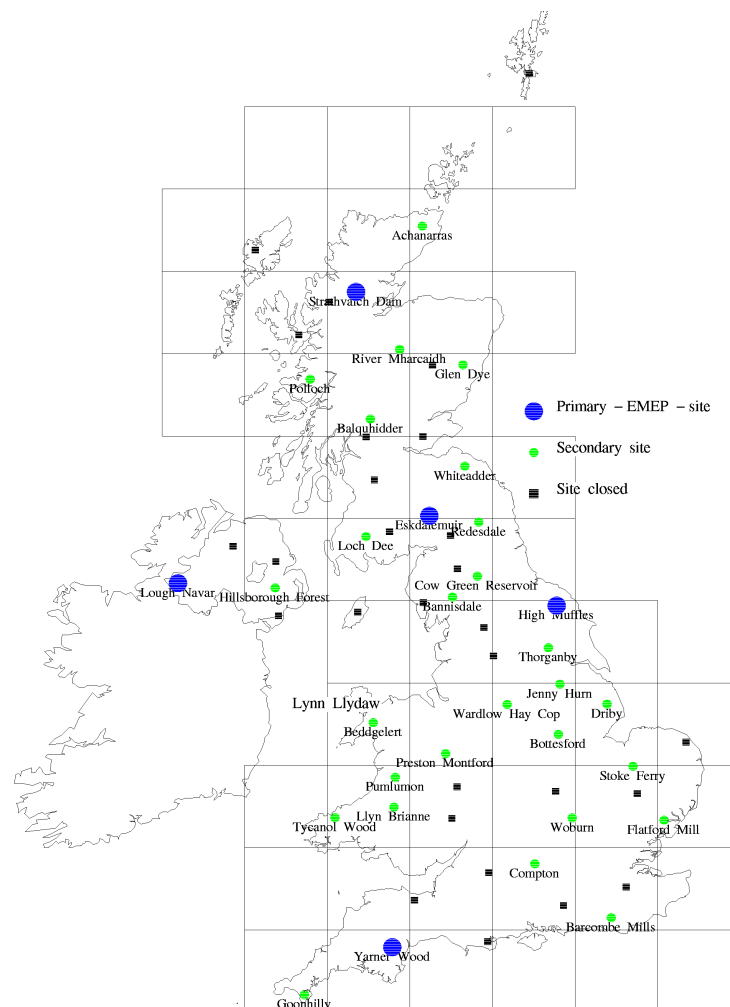 Achanarras
Strathvaich Dam
River Mharcaidh
Glen Dye
Polloch
Primary – EMEP – site
Balquhidder
Secondary site
Whiteadder
Site closed
Eskdalemuir
Redesdale
Loch Dee
Cow Green Reservoir
Lough Navar
Hillsborough Forest
Bannisdale
High Muffles
Thorganby
Jenny Hurn
Lynn Llydaw
Wardlow Hay Cop
Driby
Beddgelert
Bottesford
Preston Montford
Stoke Ferry
Pumlumon
Llyn Brianne
Tycanol Wood
Woburn
Flatford Mill
Compton
Barcombe Mills
Yarner Wood
Goonhilly